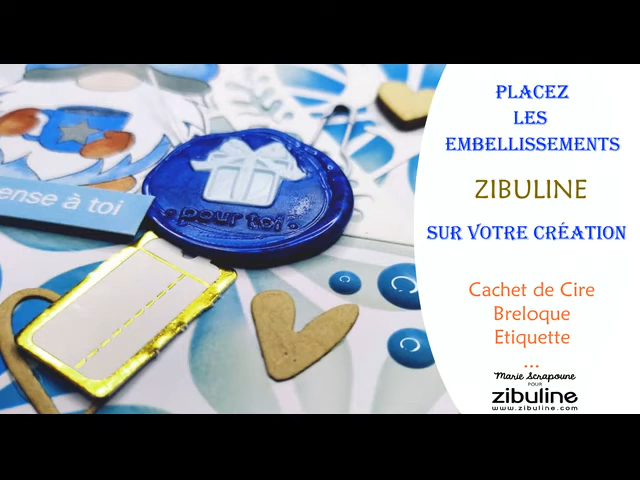 PLACEZ
LES
EMBELLISSEMENTS
ZIBULINE
SUR VOTRE CRÉATION
Cachet de Cire
Breloque
Etiquette
...
Marie Scrapoune
POUR
zibuline
www.zibuline.com
ense à toi
• pour toi •